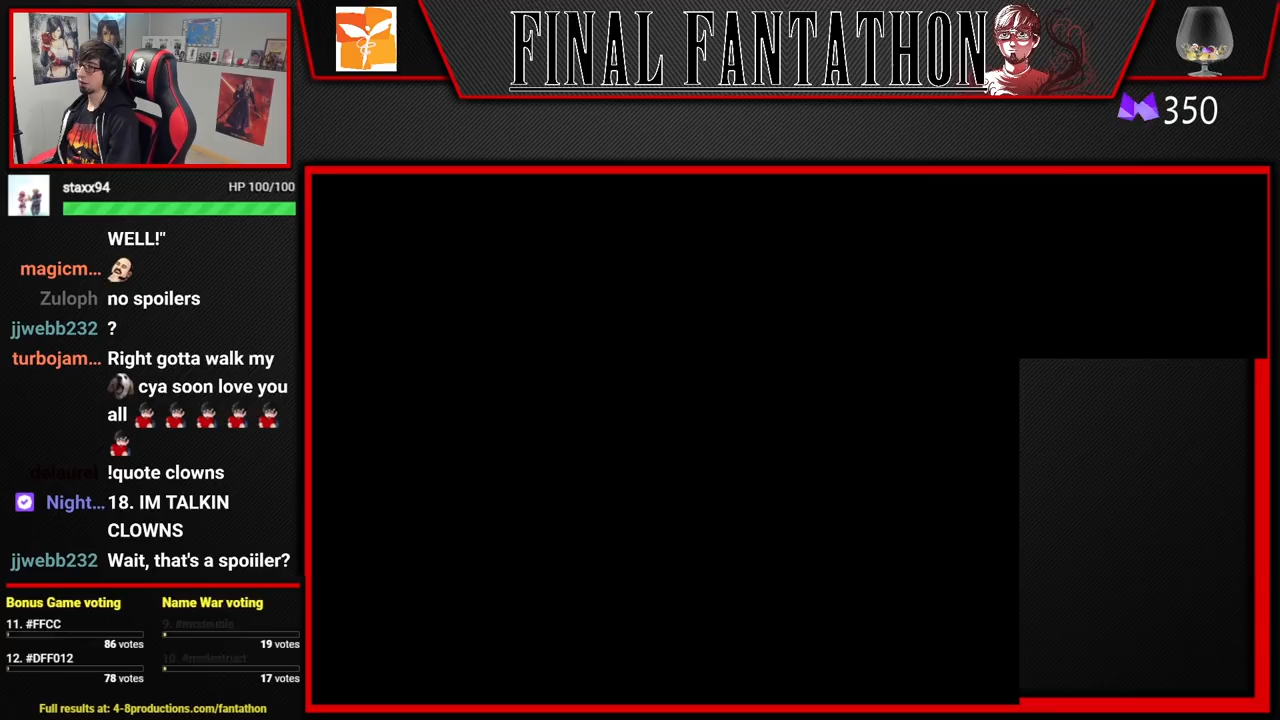 FINAL FANTATHON
350
staxx94 HP 100/100
WELL!"
magicm...
Zuloph no spoilers
jjwebb232 ?
turbojam... Right gotta walk my
cya soon love you
all
delaurel !quote clowns
Night... 18. IM TALKIN
CLOWNS
jjwebb232 Wait, that's a spoiiler?
Bonus Game voting Name War voting
11. #FFCC
86 votes 19 votes
12. #DFF012 10.
78 votes 17 votes
Full results at: 4-8productions.com/fantathon